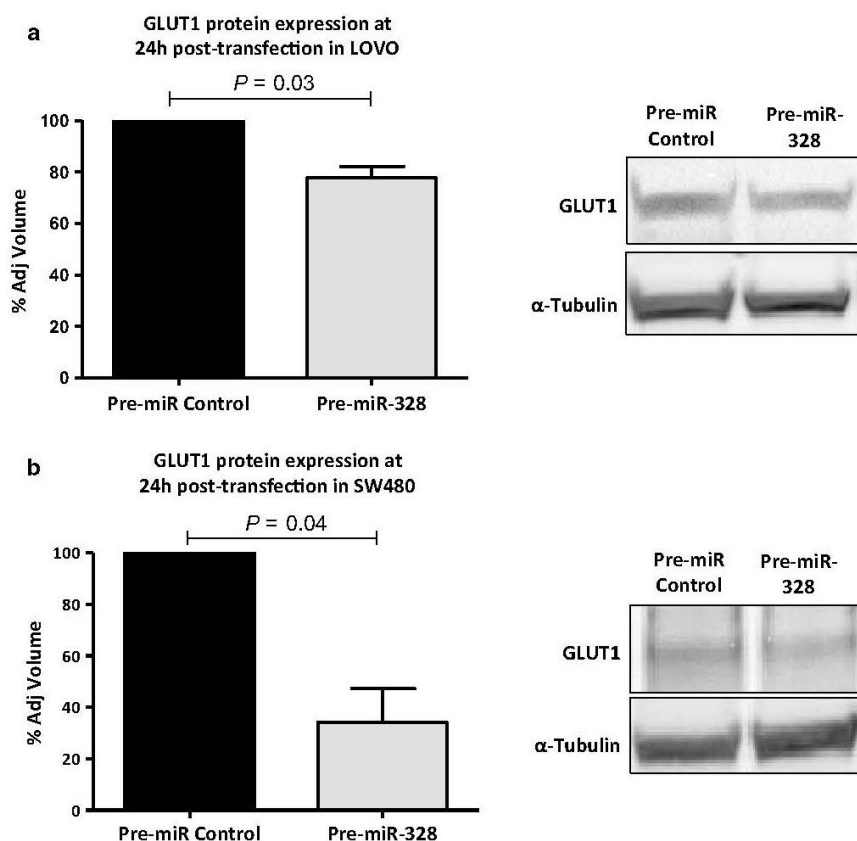 a
GLUT1 protein expression at
24h post-transfection in LOVO
P = 0.03
100
80
60
40
20
0
% Adj Volume
Pre-miR Control
Pre-miR-328
Pre-miR
Control
Pre-miR-
328
GLUT1
α-Tubulin
b
GLUT1 protein expression at
24h post-transfection in SW480
P = 0.04
100
80
60
40
20
0
% Adj Volume
Pre-miR Control
Pre-miR-328
Pre-miR
Control
Pre-miR-
328
GLUT1
α-Tubulin